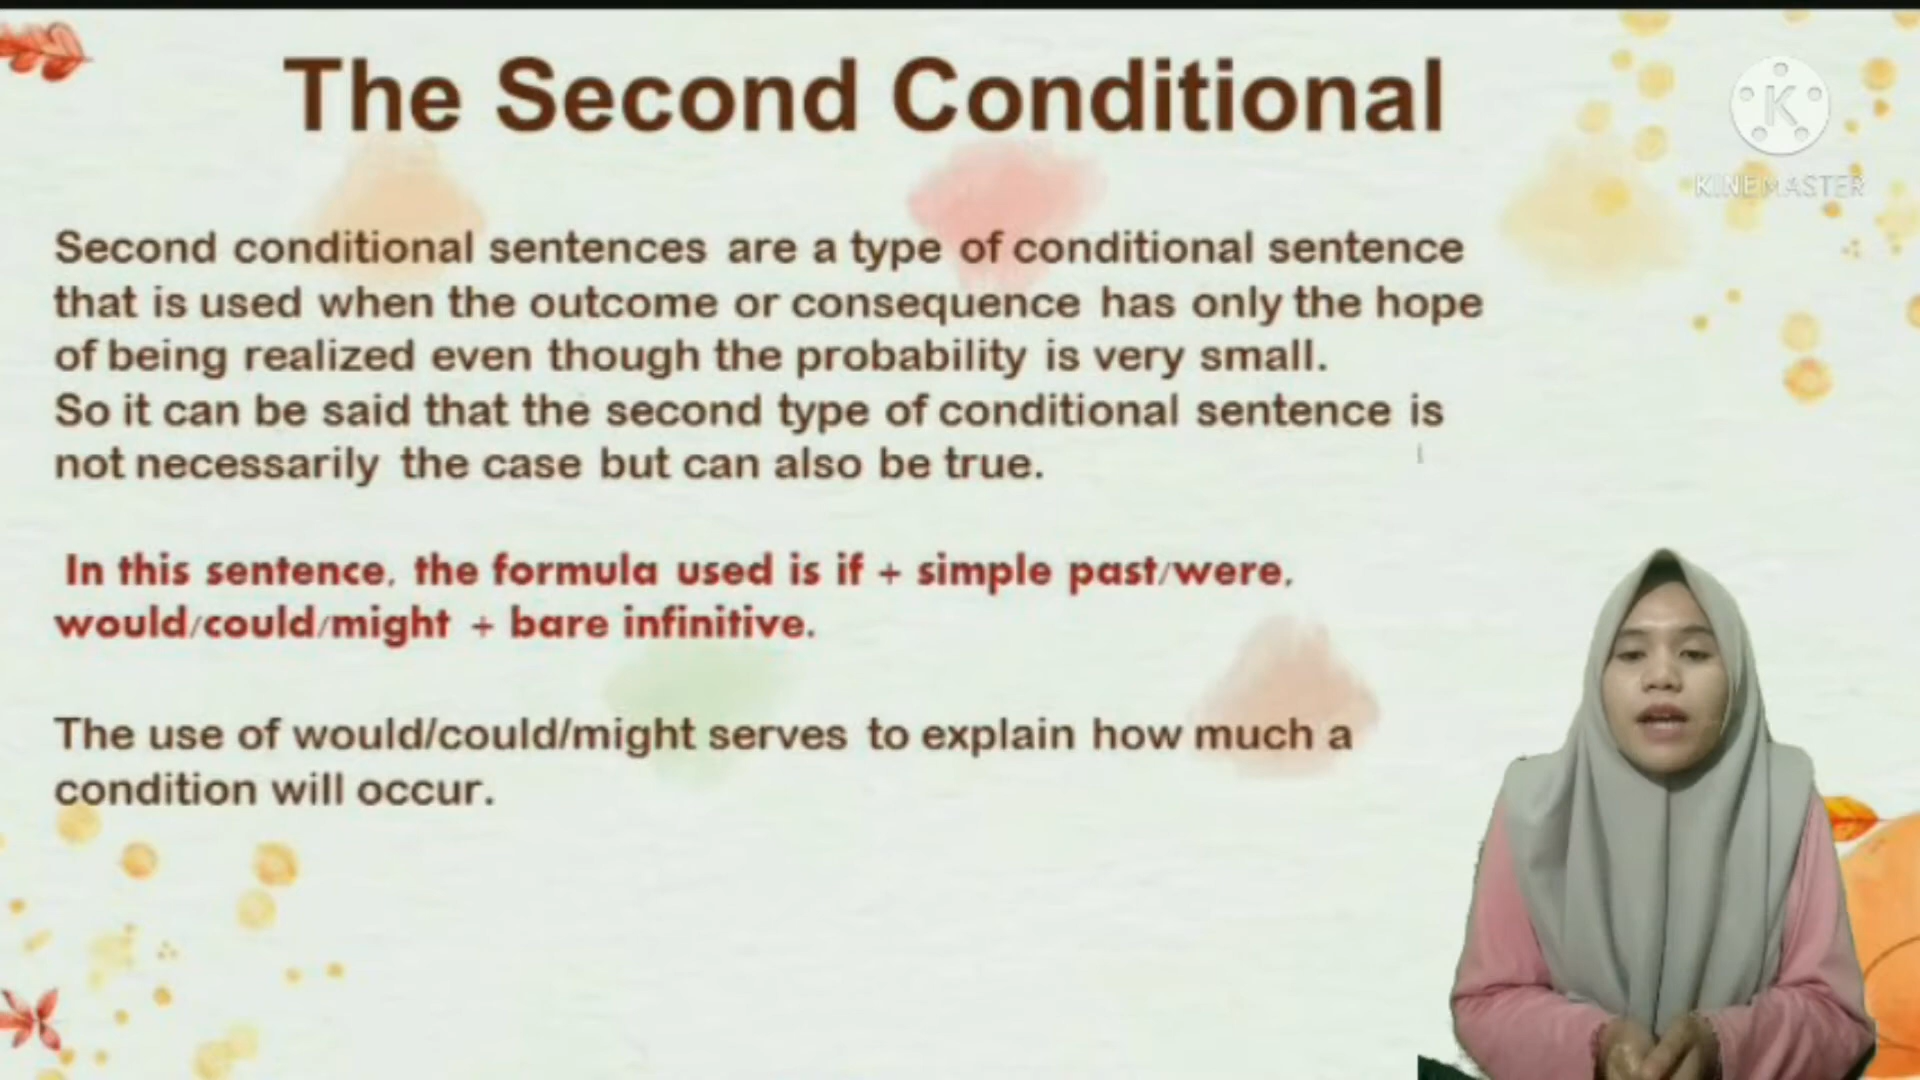 The Second Conditional
K
KINEMASTER
Second conditional sentences are a type of conditional sentence
that is used when the outcome or consequence has only the hope
of being realized even though the probability is very small.
So it can be said that the second type of conditional sentence is
not necessarily the case but can also be true.
In this sentence, the formula used is if + simple past/were,
would/could/might + bare infinitive.
The use of would/could/might serves to explain how much a
condition will occur.